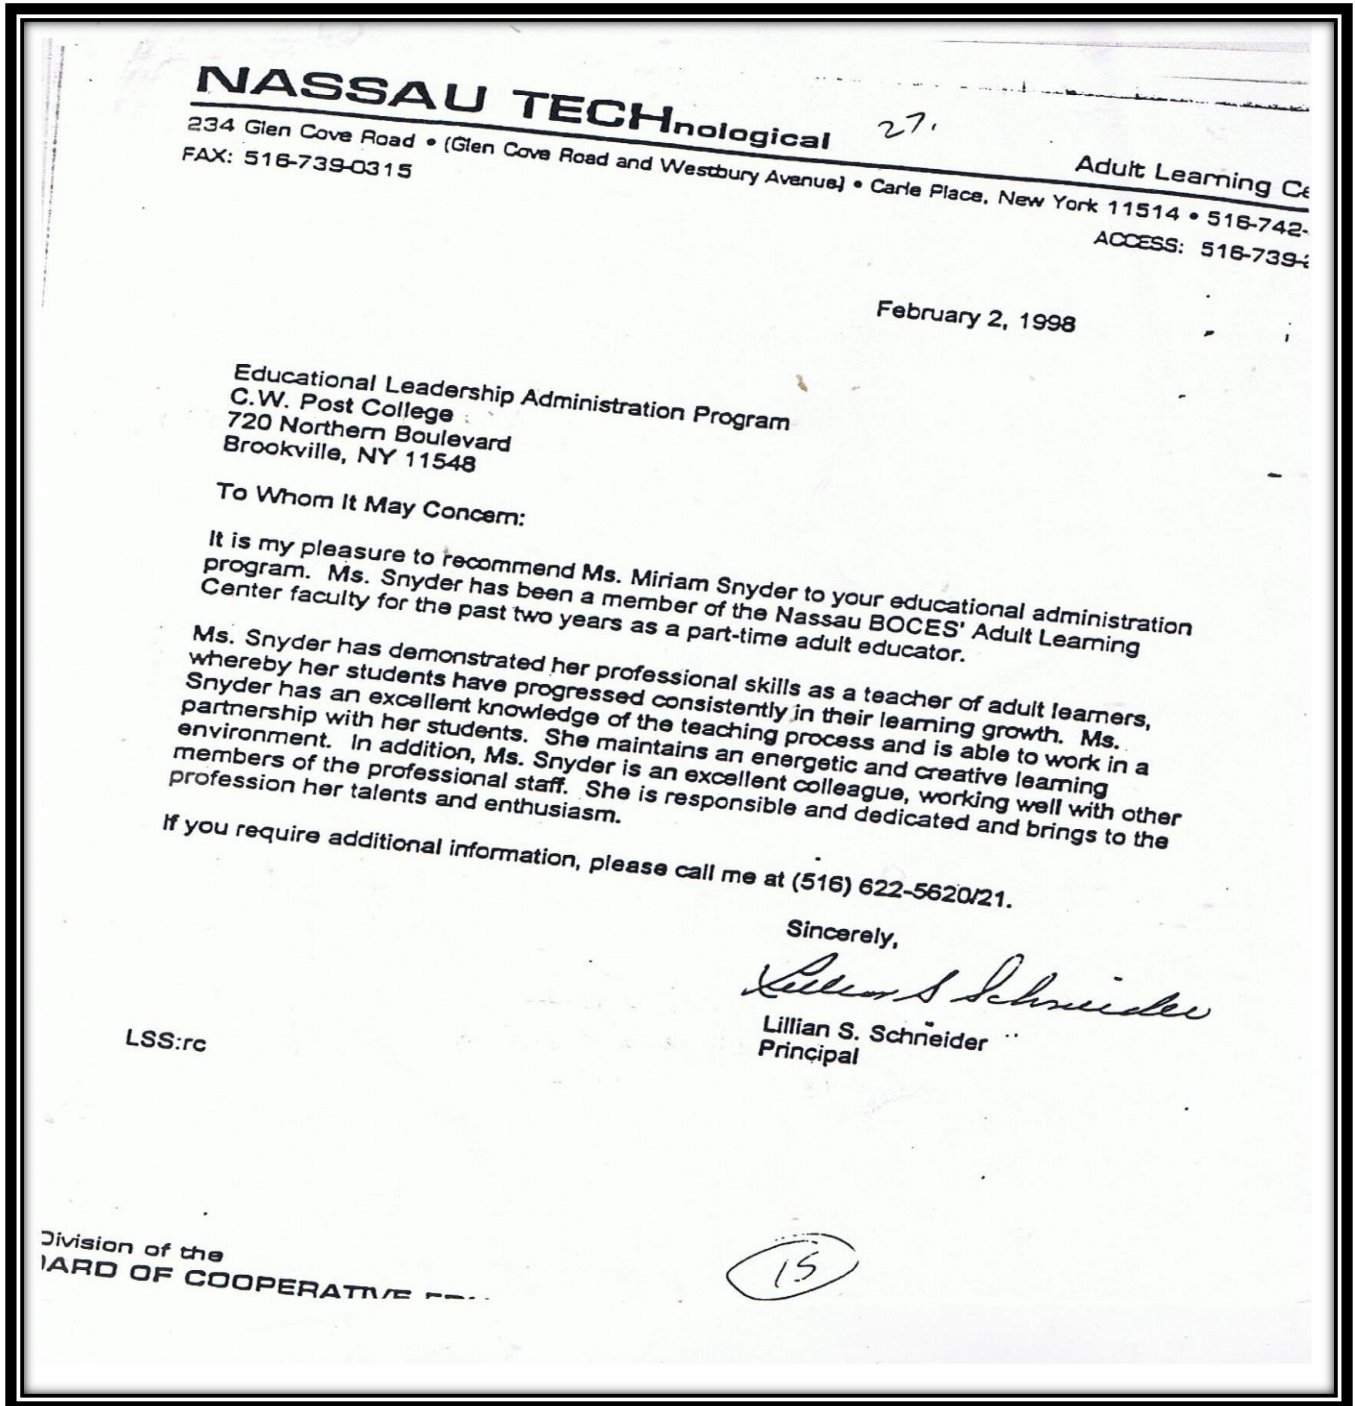 NASSAU TECHnological
27.
Adult Learning Ce
234 Glen Cove Road • (Glen Cove Road and Westbury Avenue) • Carle Place, New York 11514 • 516-742-
FAX: 516-739-0315
ACCESS: 516-739-
February 2, 1998
Educational Leadership Administration Program
C.W. Post College
720 Northern Boulevard
Brookville, NY 11548
To Whom It May Concern:
It is my pleasure to recommend Ms. Miriam Snyder to your educational administration
program. Ms. Snyder has been a member of the Nassau BOCES' Adult Learning
Center faculty for the past two years as a part-time adult educator.
Ms. Snyder has demonstrated her professional skills as a teacher of adult learners,
whereby her students have progressed consistently in their learning growth. Ms.
Snyder has an excellent knowledge of the teaching process and is able to work in a
partnership with her students. She maintains an energetic and creative learning
environment. In addition, Ms. Snyder is an excellent colleague, working well with other
members of the professional staff. She is responsible and dedicated and brings to the
profession her talents and enthusiasm.
If you require additional information, please call me at (516) 622-5620/21.
Sincerely,
Lillian S Schneider
Lillian S. Schneider
Principal
LSS:rc
Division of the
ARD OF COOPERATIVE
15